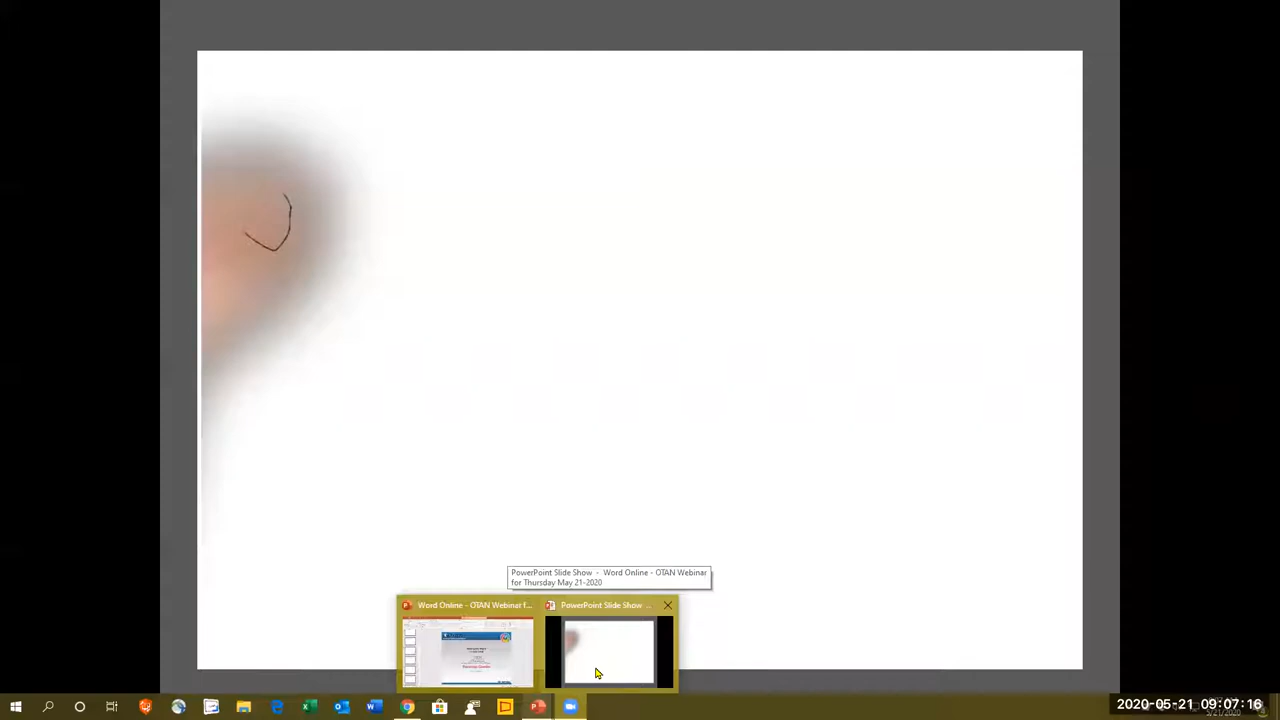 PowerPoint Slide Show - Word Online - OTAN Webinar
for Thursday May 21-2020
Word Online - OTAN Webinar f...
PowerPoint Slide Show ...
2020-05-21 09:07:16